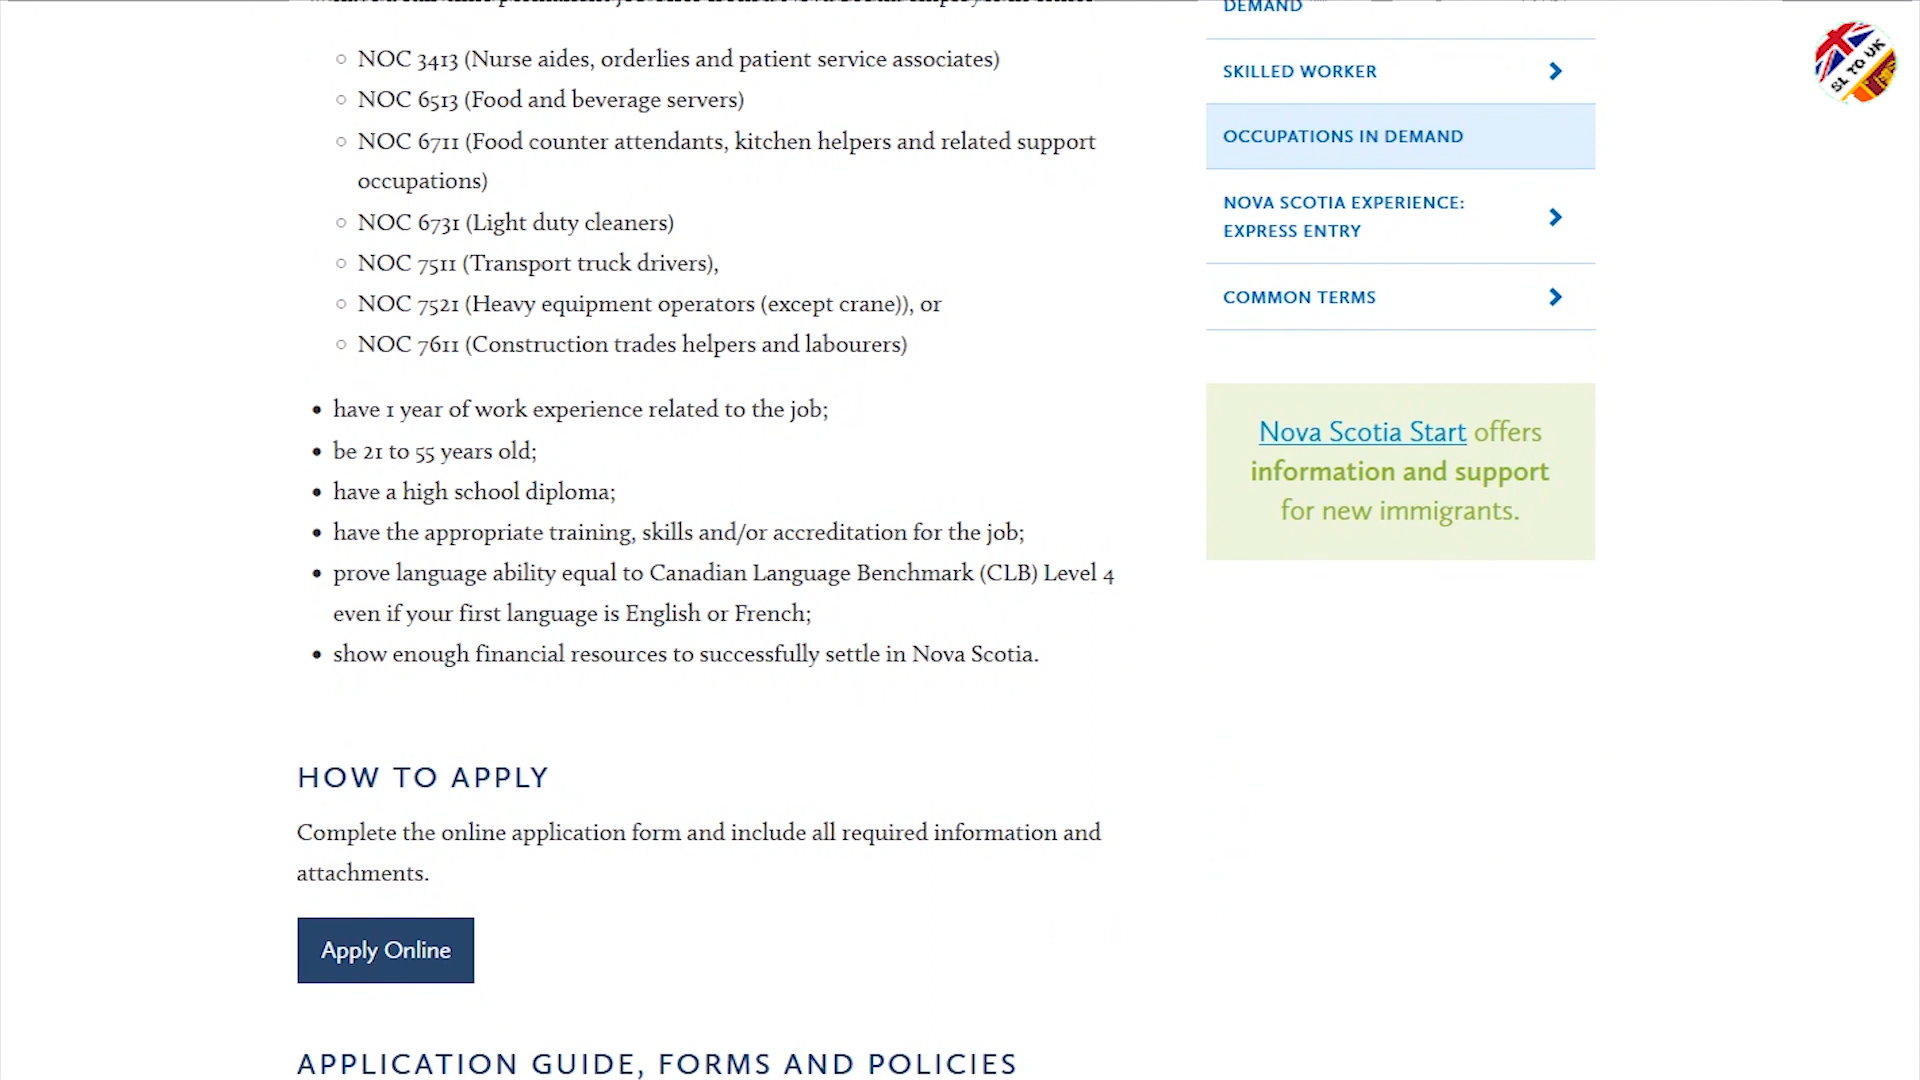 NOC 3413 (Nurse aides, orderlies and patient service associates)
NOC 6513 (Food and beverage servers)
NOC 6711 (Food counter attendants, kitchen helpers and related support
occupations)
NOC 6731 (Light duty cleaners)
NOC 7511 (Transport truck drivers),
NOC 7521 (Heavy equipment operators (except crane)), or
NOC 7611 (Construction trades helpers and labourers)
have 1 year of work experience related to the job;
be 21 to 55 years old;
have a high school diploma;
have the appropriate training, skills and/or accreditation for the job;
prove language ability equal to Canadian Language Benchmark (CLB) Level 4
even if your first language is English or French;
show enough financial resources to successfully settle in Nova Scotia.
HOW TO APPLY
Complete the online application form and include all required information and
attachments.
Apply Online
APPLICATION GUIDE, FORMS AND POLICIES
DEMAND
SKILLED WORKER
OCCUPATIONS IN DEMAND
NOVA SCOTIA EXPERIENCE:
EXPRESS ENTRY
COMMON TERMS
Nova Scotia Start offers
information and support
for new immigrants.
SL TO UK